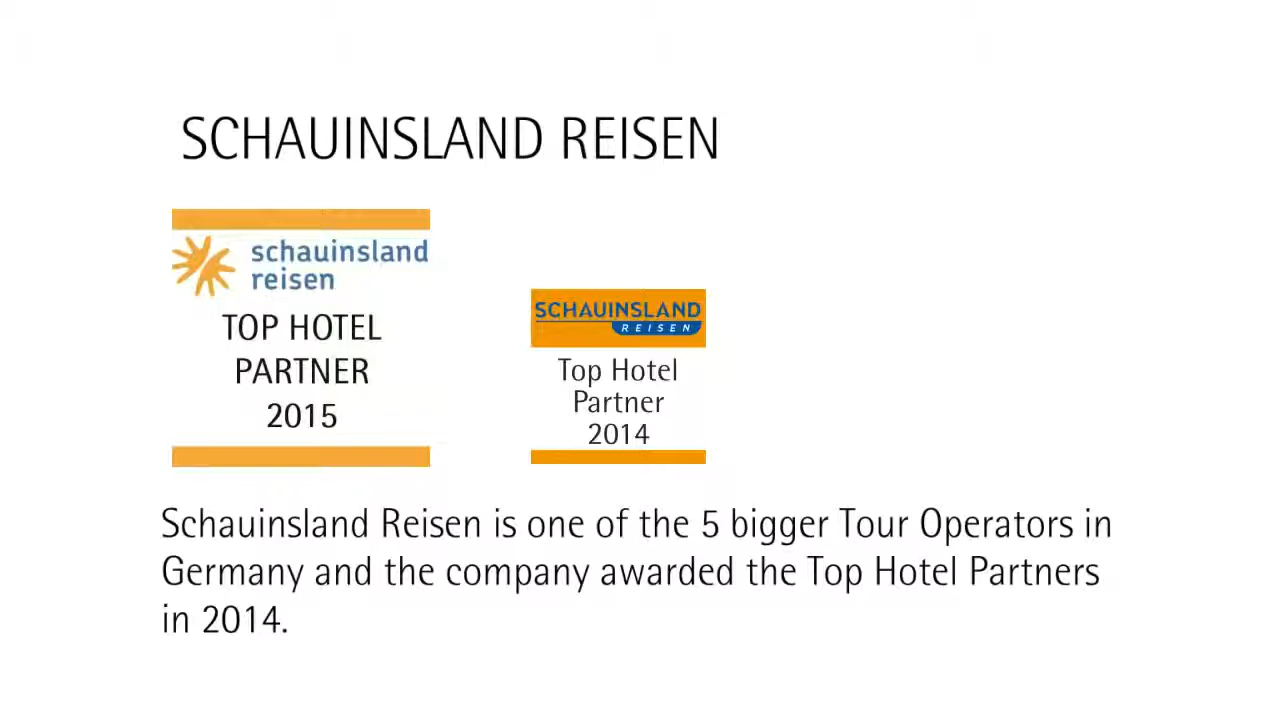 SCHAUINSLAND REISEN
schauinsland
reisen
TOP HOTEL
PARTNER
2015
SCHAUINSLAND
REISEN
Top Hotel
Partner
2014
Schauinsland Reisen is one of the 5 bigger Tour Operators in
Germany and the company awarded the Top Hotel Partners
in 2014.